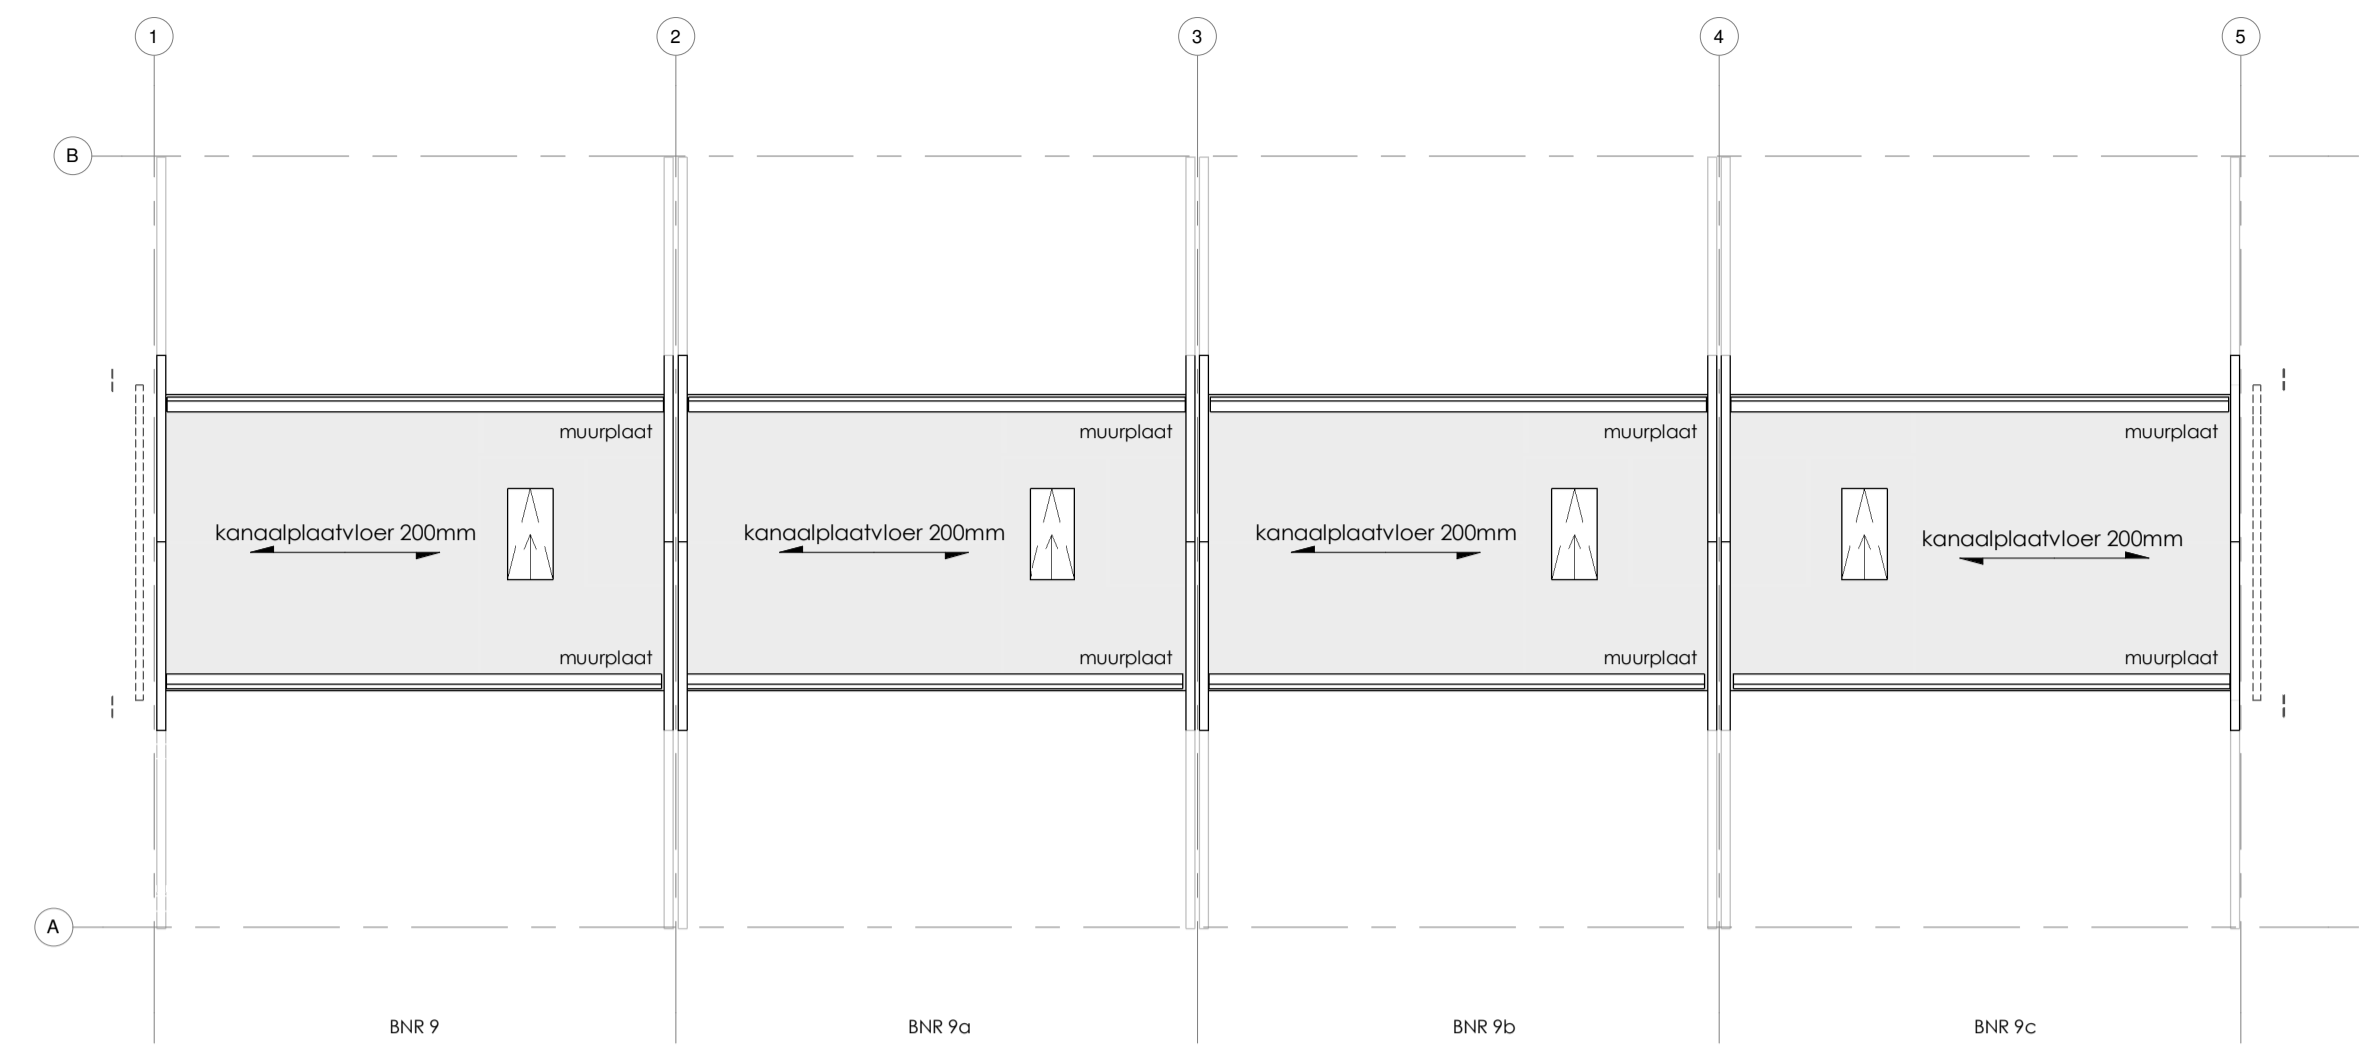 1 2 3 4 5
B
muurplaat muurplaat muurplaat muurplaat
kanaalplaatvloer 200mm kanaalplaatvloer 200mm kanaalplaatvloer 200mm kanaalplaatvloer 200mm
muurplaat muurplaat muurplaat muurplaat
A
BNR 9 BNR 9a BNR 9b BNR 9c